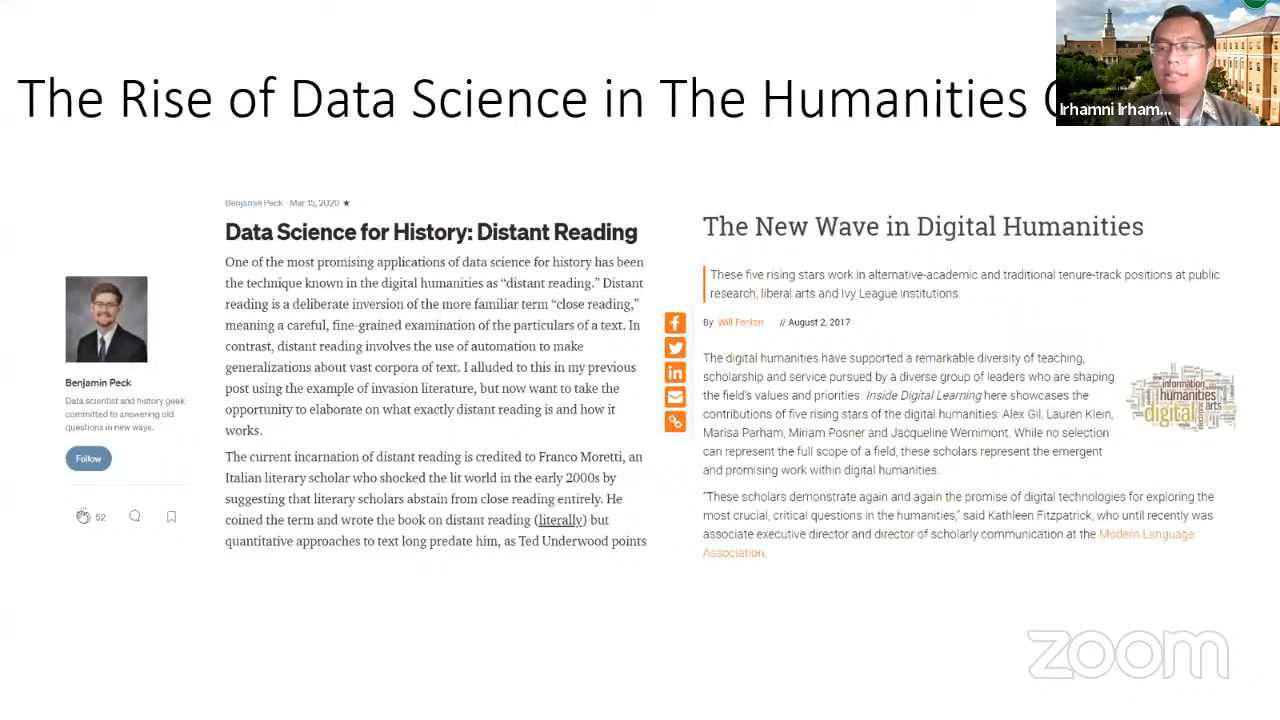 The Rise of Data Science in The Humanities
Irhamni Irham...
Benjamin Peck · Mar 15, 2020 ★
Data Science for History: Distant Reading
One of the most promising applications of data science for history has been
the technique known in the digital humanities as “distant reading.” Distant
reading is a deliberate inversion of the more familiar term “close reading,”
meaning a careful, fine-grained examination of the particulars of a text. In
contrast, distant reading involves the use of automation to make
generalizations about vast corpora of text. I alluded to this in my previous
post using the example of invasion literature, but now want to take the
opportunity to elaborate on what exactly distant reading is and how it
works.
The current incarnation of distant reading is credited to Franco Moretti, an
Italian literary scholar who shocked the lit world in the early 2000s by
suggesting that literary scholars abstain from close reading entirely. He
coined the term and wrote the book on distant reading (literally) but
quantitative approaches to text long predate him, as Ted Underwood points
Benjamin Peck
Data scientist and history geek
committed to answering old
questions in new ways.
Follow
52
The New Wave in Digital Humanities
These five rising stars work in alternative-academic and traditional tenure-track positions at public
research, liberal arts and Ivy League institutions.
By Will Fenton // August 2, 2017
The digital humanities have supported a remarkable diversity of teaching,
scholarship and service pursued by a diverse group of leaders who are shaping
the field's values and priorities. Inside Digital Learning here showcases the
contributions of five rising stars of the digital humanities: Alex Gil, Lauren Klein,
Marisa Parham, Miriam Posner and Jacqueline Wernimont. While no selection
can represent the full scope of a field, these scholars represent the emergent
and promising work within digital humanities.
“These scholars demonstrate again and again the promise of digital technologies for exploring the
most crucial, critical questions in the humanities,” said Kathleen Fitzpatrick, who until recently was
associate executive director and director of scholarly communication at the Modern Language
Association.
information
humanities
digital arts
zoom